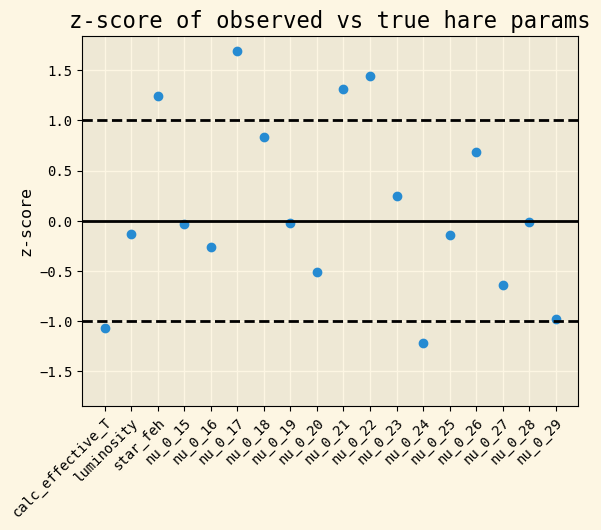 z-score of observed vs true hare params
z-score
1.5
1.0
0.5
0.0
−0.5
−1.0
−1.5
calc_effective_T
luminosity
star_feh
nu_0_15
nu_0_16
nu_0_17
nu_0_18
nu_0_19
nu_0_20
nu_0_21
nu_0_22
nu_0_23
nu_0_24
nu_0_25
nu_0_26
nu_0_27
nu_0_28
nu_0_29